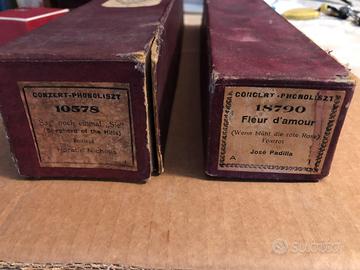 CONZERT-PHONOLISZT
10578
Sag' noch einmal „Sie"
(Shepherd of the Hills)
Foxtrot
Horatio Nicholls
CONCERT-PHONOLISZT
18790
Fleur d'amour
(Wenn blüht die rote Rose)
Foxtrot
José Padilla
A
subito